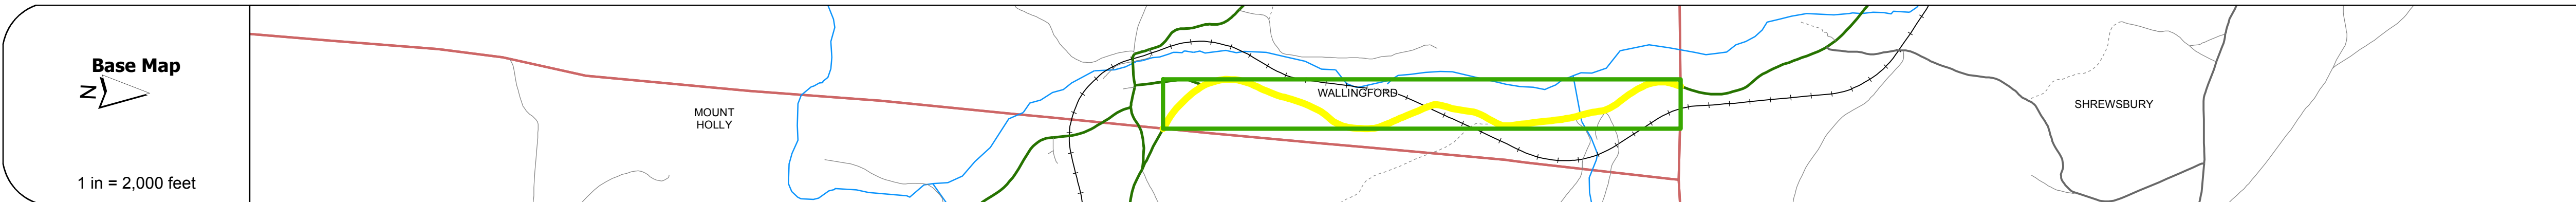 Base Map
N
1 in = 2,000 feet
MOUNT
HOLLY
WALLINGFORD
SHREWSBURY